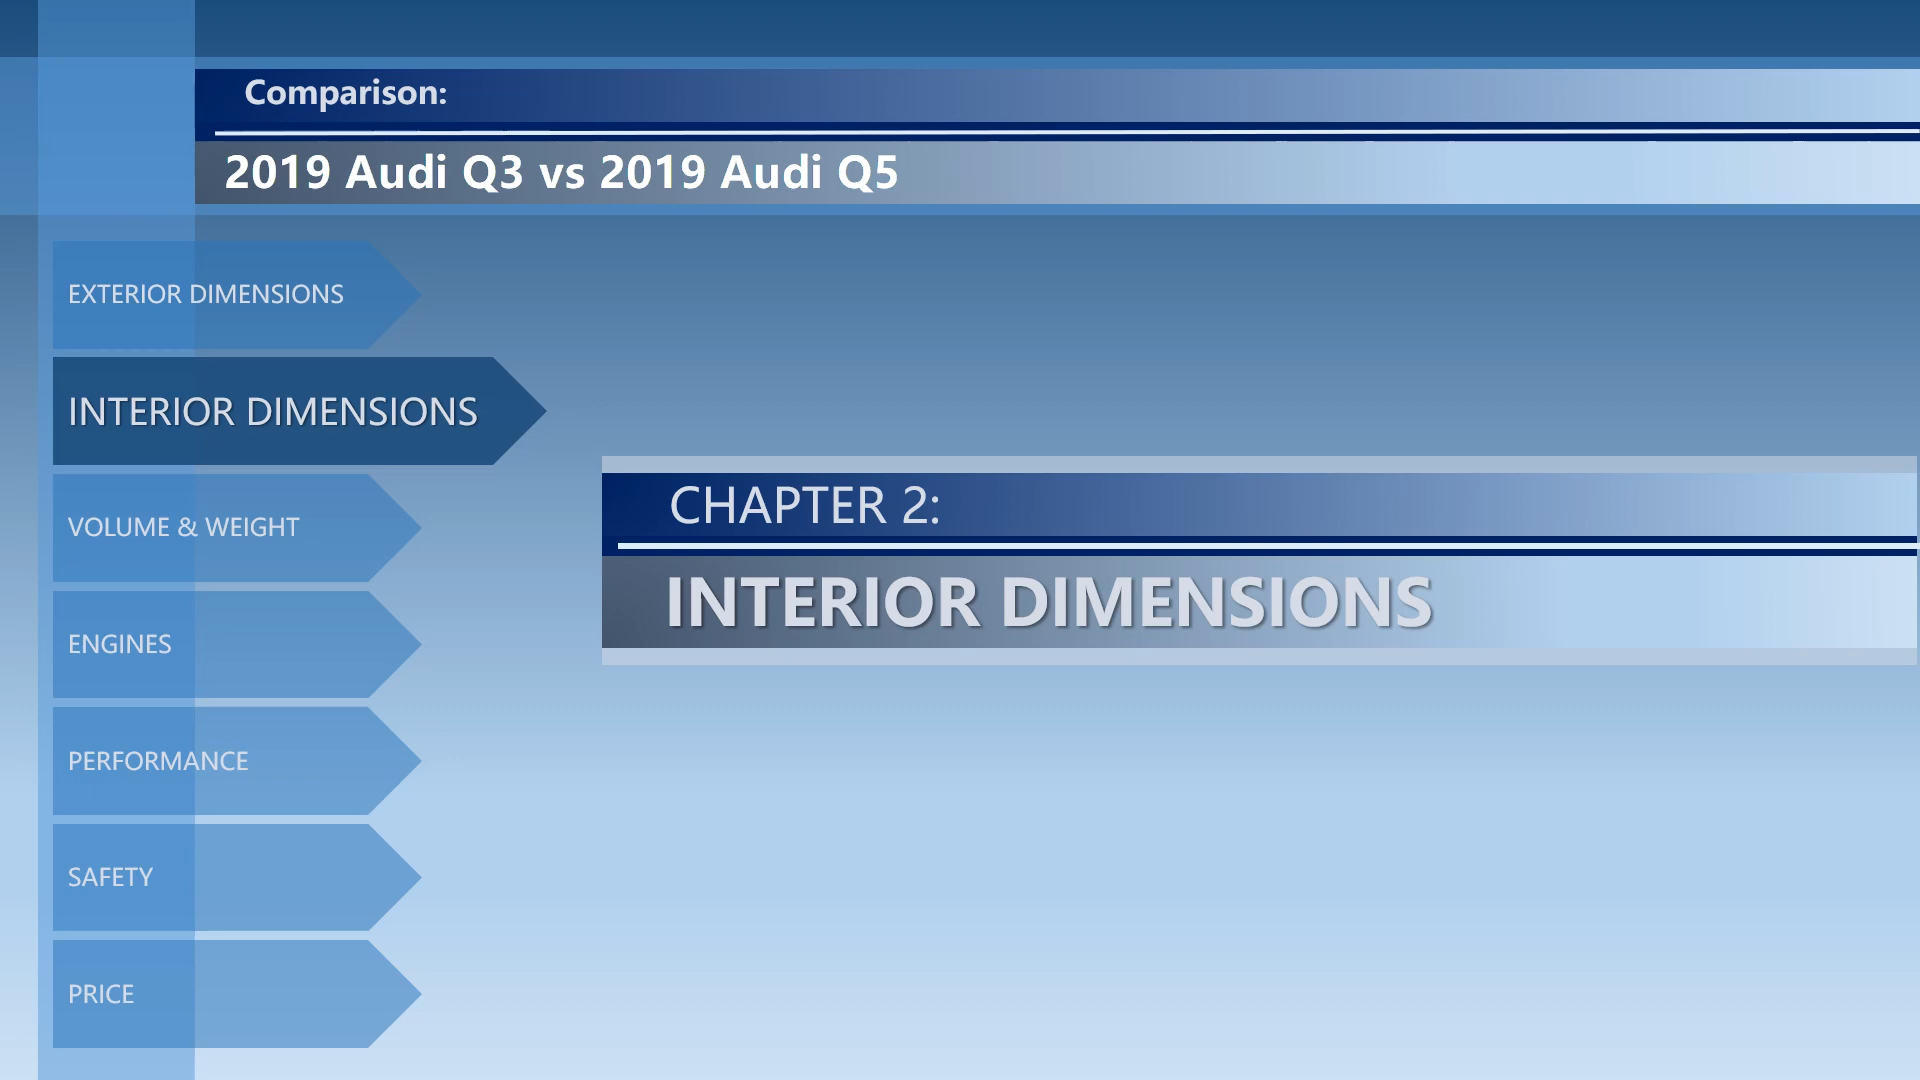 Comparison:
2019 Audi Q3 vs 2019 Audi Q5
EXTERIOR DIMENSIONS
INTERIOR DIMENSIONS
VOLUME & WEIGHT
ENGINES
PERFORMANCE
SAFETY
PRICE
CHAPTER 2:
INTERIOR DIMENSIONS